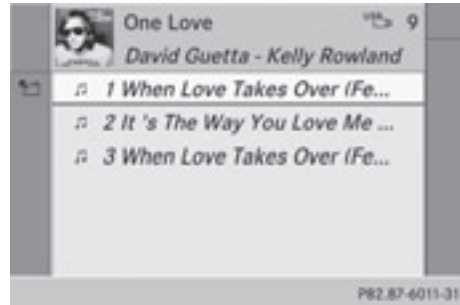 One Love USB 9
David Guetta - Kelly Rowland
1 When Love Takes Over (Fe...
2 It 's The Way You Love Me ...
3 When Love Takes Over (Fe...
P82.87-6011-31